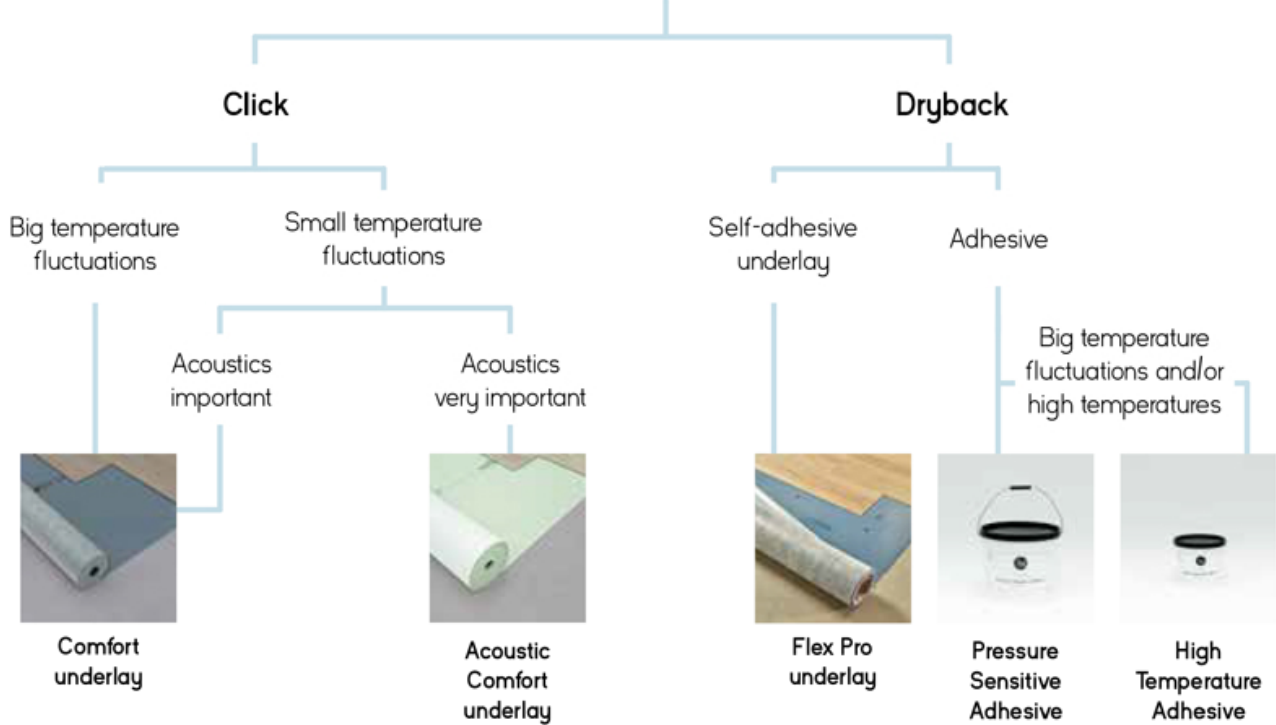 Click
Dryback
Big temperature
fluctuations
Small temperature
fluctuations
Self-adhesive
underlay
Adhesive
Acoustics
important
Acoustics
very important
Big temperature
fluctuations and/or
high temperatures
Comfort
underlay
Acoustic
Comfort
underlay
Flex Pro
underlay
Pressure
Sensitive
Adhesive
High
Temperature
Adhesive